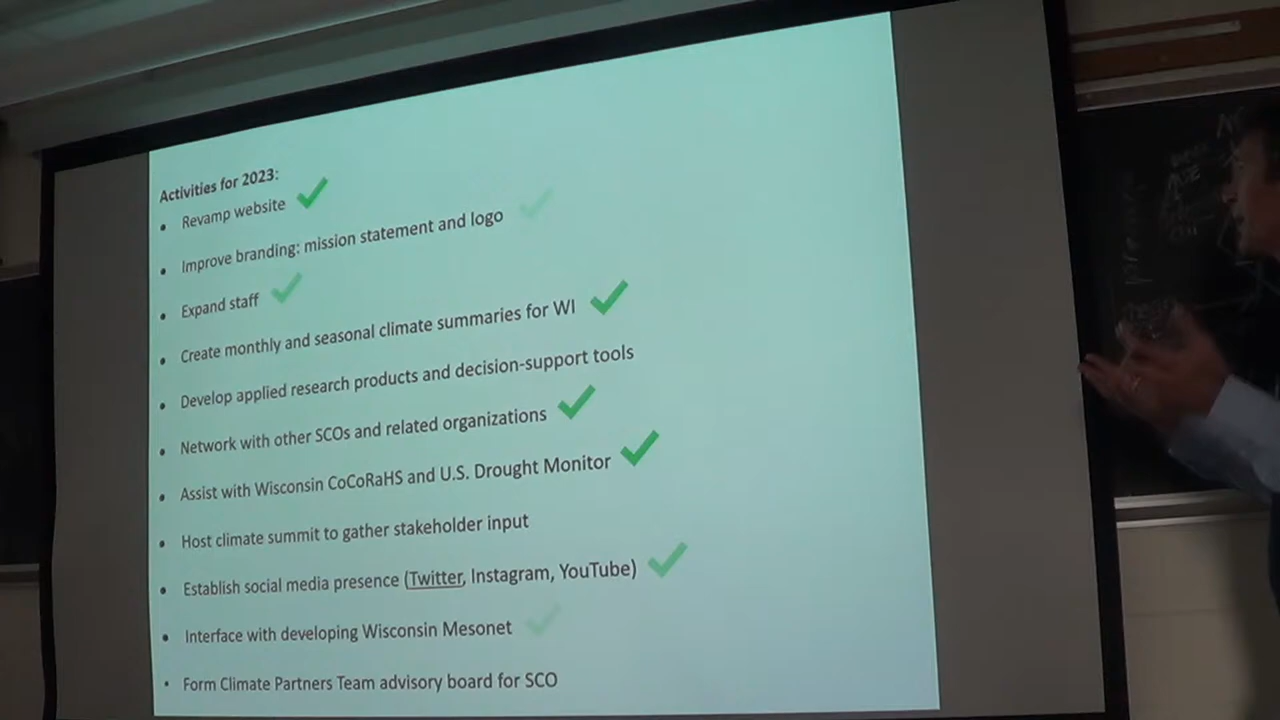 Activities for 2023:
• Revamp website
• Improve branding: mission statement and logo
• Expand staff
• Create monthly and seasonal climate summaries for WI
• Develop applied research products and decision-support tools
• Network with other SCOs and related organizations
• Assist with Wisconsin CoCoRaHS and U.S. Drought Monitor
• Host climate summit to gather stakeholder input
• Establish social media presence (Twitter, Instagram, YouTube)
• Interface with developing Wisconsin Mesonet
• Form Climate Partners Team advisory board for SCO